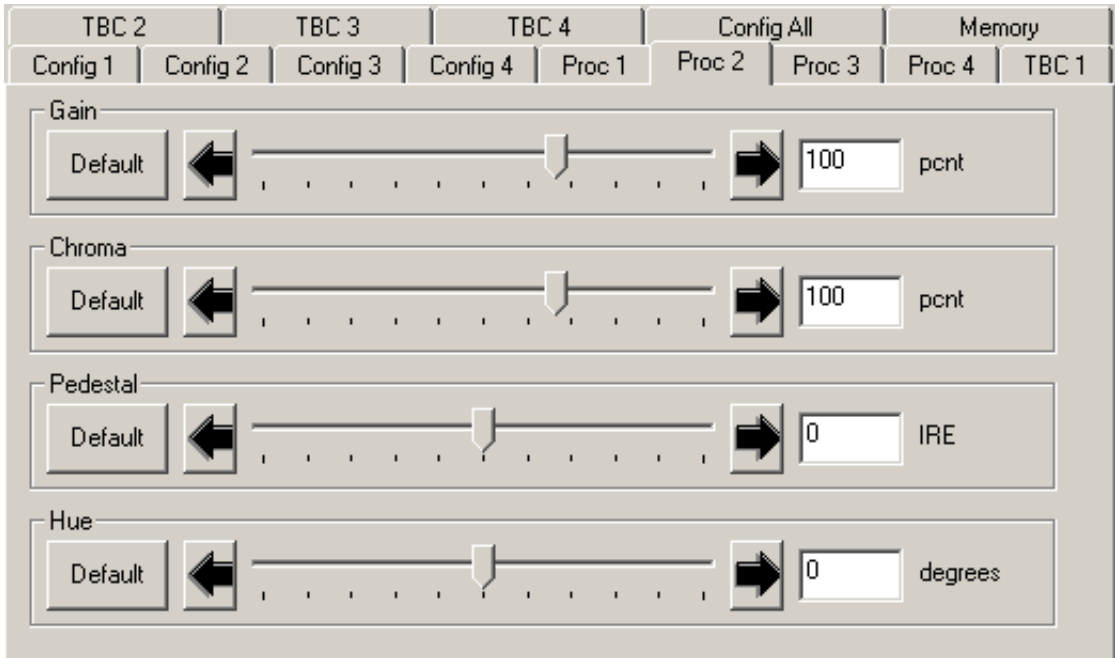 TBC 2 TBC 3 TBC 4 Config All Memory
Config 1 Config 2 Config 3 Config 4 Proc 1 Proc 2 Proc 3 Proc 4 TBC 1
Gain
Default 100 pcnt
Chroma
Default 100 pcnt
Pedestal
Default 0 IRE
Hue
Default 0 degrees